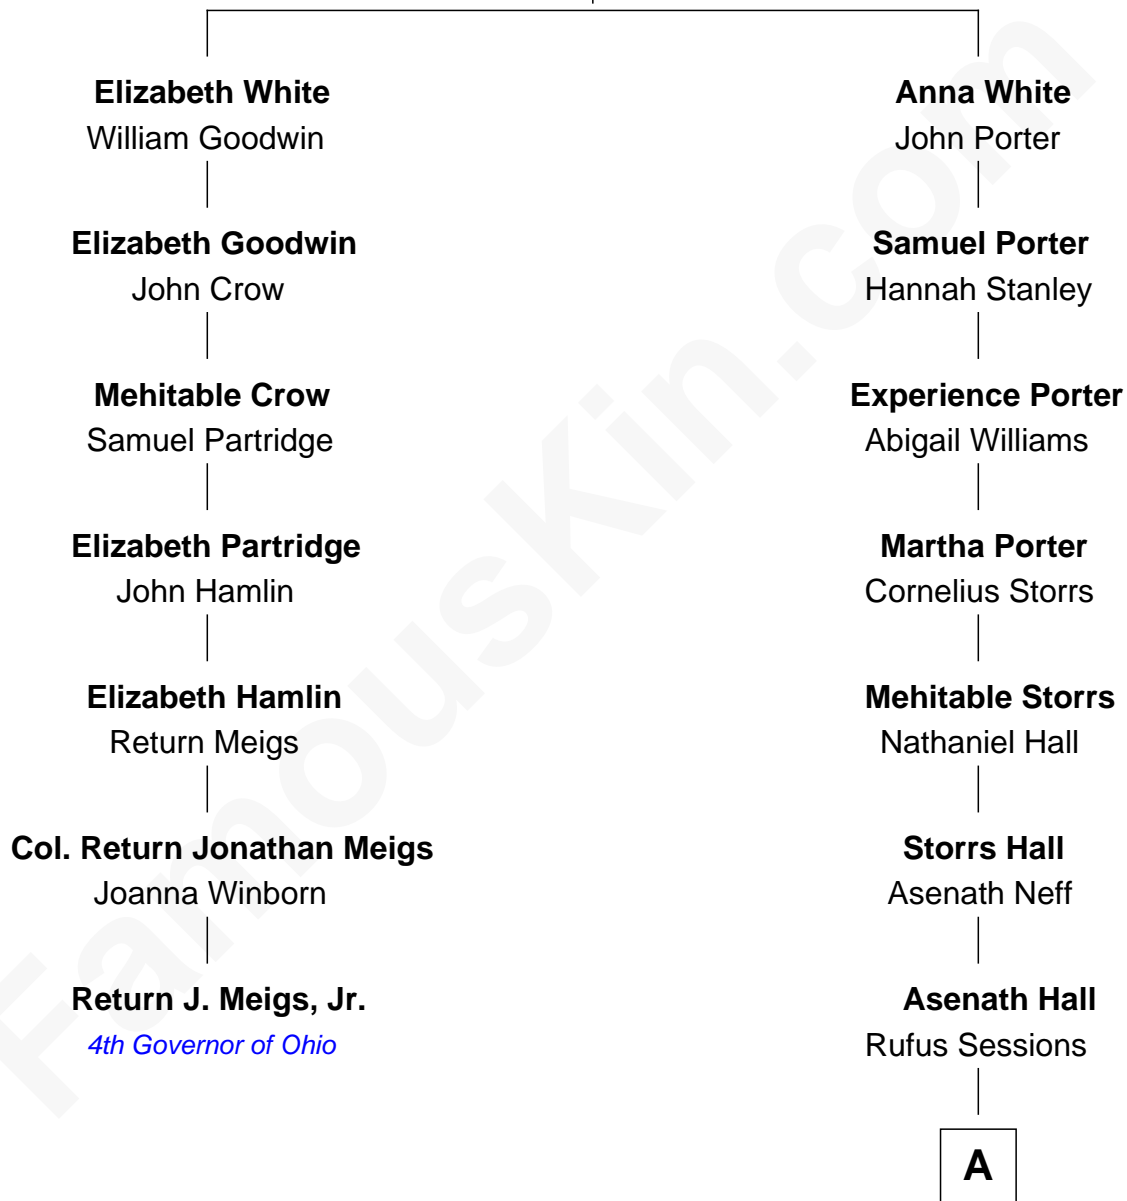 Elizabeth White
William Goodwin
Elizabeth Goodwin
John Crow
Mehitable Crow
Samuel Partridge
Elizabeth Partridge
John Hamlin
Elizabeth Hamlin
Return Meigs
Col. Return Jonathan Meigs
Joanna Winborn
Return J. Meigs, Jr.
4th Governor of Ohio
Anna White
John Porter
Samuel Porter
Hannah Stanley
Experience Porter
Abigail Williams
Martha Porter
Cornelius Storrs
Mehitable Storrs
Nathaniel Hall
Storrs Hall
Asenath Neff
Asenath Hall
Rufus Sessions
A
FamousKin.com